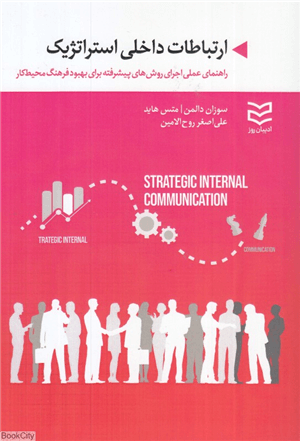 ارتباطات داخلی استراتژیک
راهنمای عملی اجرای روش‌های پیشرفته برای بهبود فرهنگ محیط کار
سوزان دالمن | متس هاید
علی‌اصغر روح‌الامین
ادیبان روز
STRATEGIC INTERNAL
COMMUNICATION
TRATEGIC INTERNAL
COMMUNICATION
BookCity